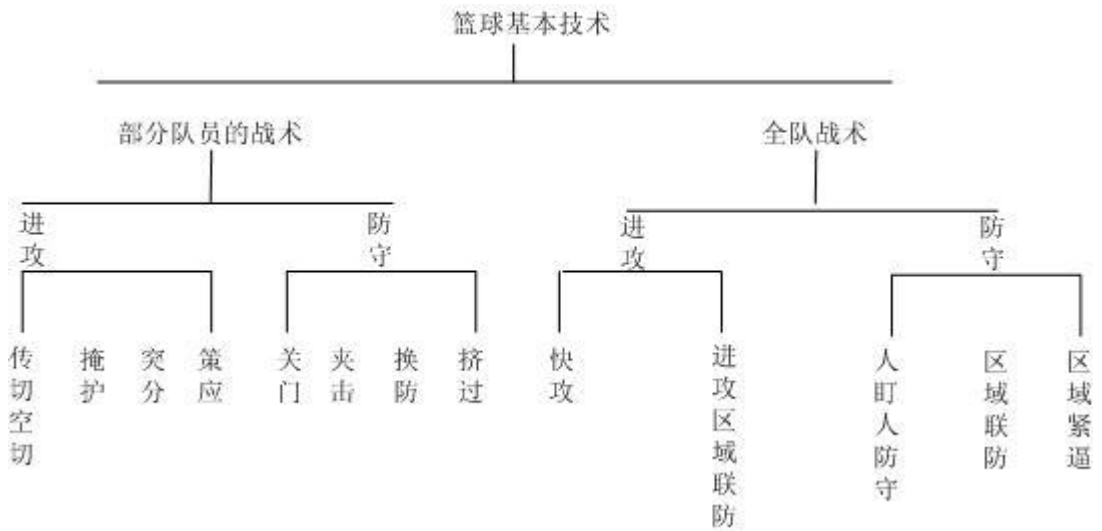 篮球基本技术
部分队员的战术
全队战术
进攻
防守
进攻
防守
传切空切
掩护
突分
策应
关门
夹击
换防
挤过
快攻
进攻区域联防
人盯人防守
区域联防
区域紧逼